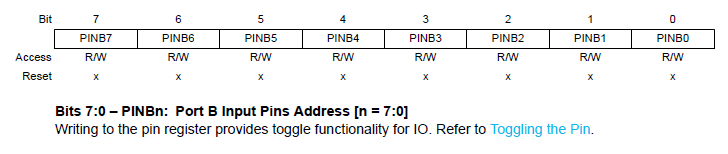 Bit 7 6 5 4 3 2 1 0
PINB7 PINB6 PINB5 PINB4 PINB3 PINB2 PINB1 PINB0
Access R/W R/W R/W R/W R/W R/W R/W R/W
Reset x x x x x x x x
Bits 7:0 – PINBn: Port B Input Pins Address [n = 7:0]
Writing to the pin register provides toggle functionality for IO. Refer to Toggling the Pin.